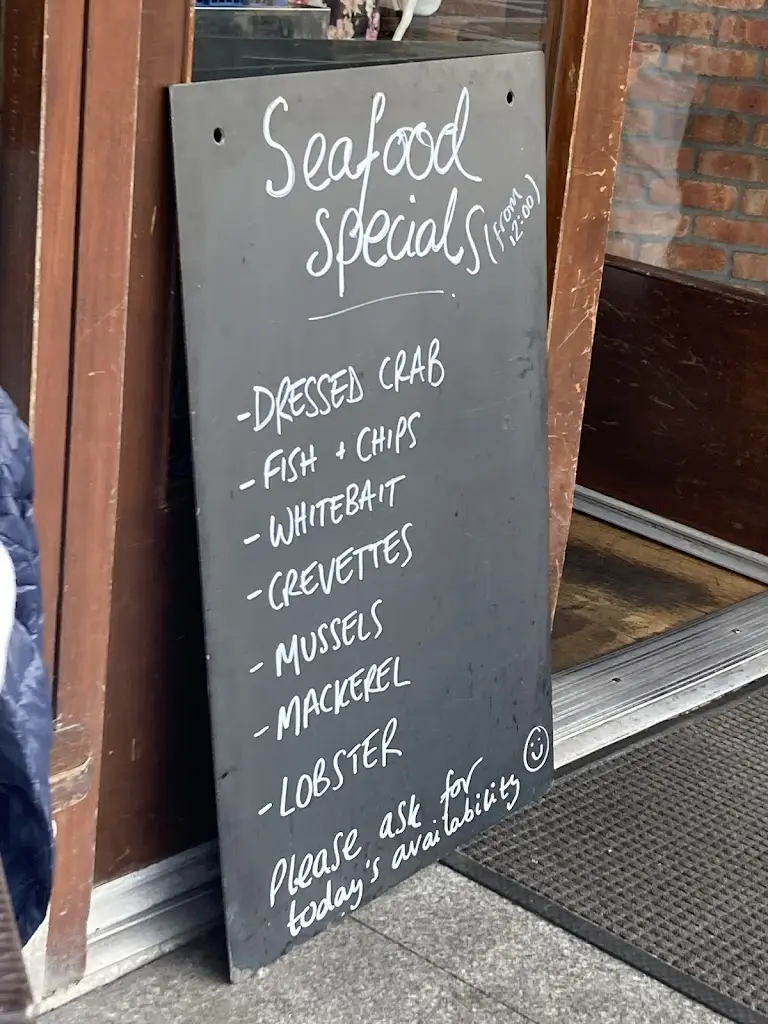 Seafood
specials (from
12:00)
- DRESSED CRAB
- FISH + CHIPS
- WHITEBAIT
- CREVETTES
- MUSSELS
- MACKEREL
- LOBSTER
Please ask for
today's availability